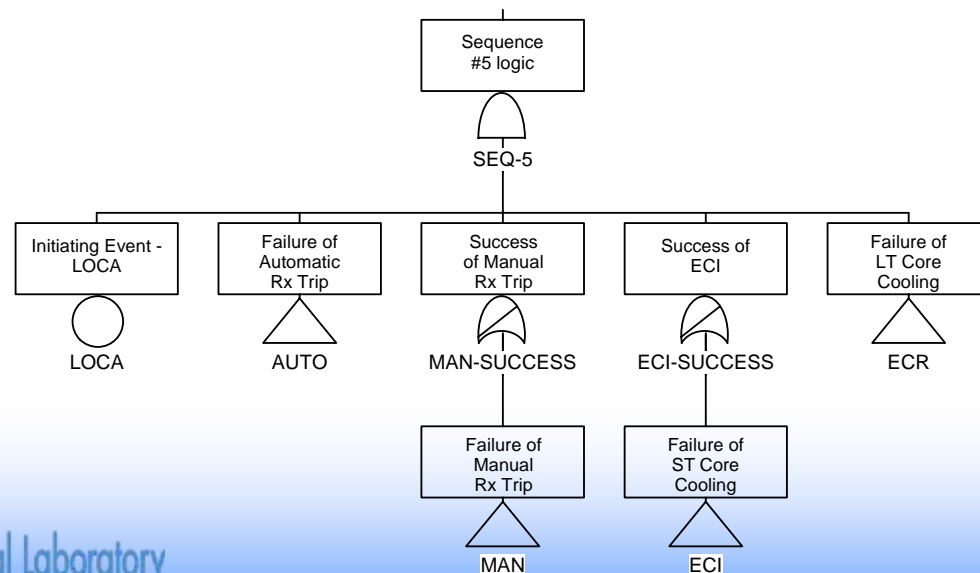 Sequence
#5 logic
SEQ-5
Initiating Event -
LOCA
LOCA
Failure of
Automatic
Rx Trip
AUTO
Success
of Manual
Rx Trip
MAN-SUCCESS
Success of
ECI
ECI-SUCCESS
Failure of
LT Core
Cooling
ECR
Failure of
Manual
Rx Trip
MAN
Failure of
ST Core
Cooling
ECI
al Laboratory